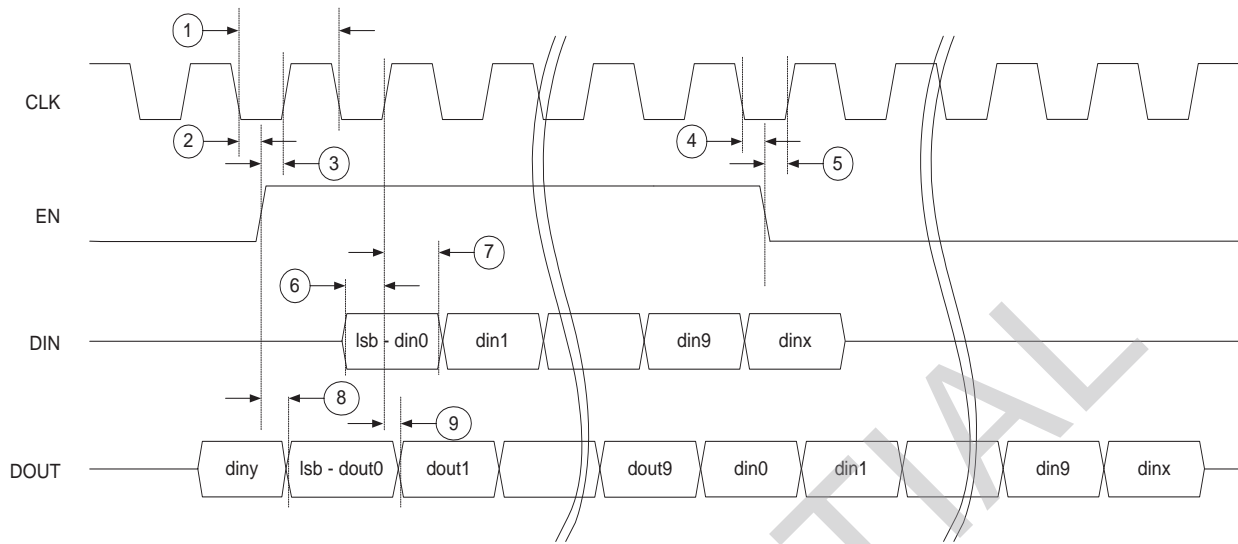 1
CLK
2
3
4
5
EN
6
7
DIN
lsb - din0
din1
din9
dinx
8
9
DOUT
diny
lsb - dout0
dout1
dout9
din0
din1
din9
dinx
TIAL